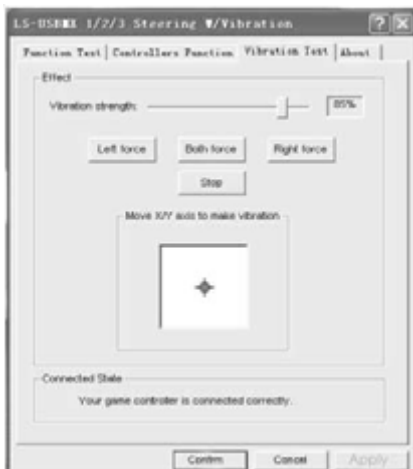 LS-USBMX 1/2/3 Steering W/Vibration
Function Test Controllers Function Vibration Test About
Effect
Vibration strength: 85%
Left force Both force Right force
Stop
Move X/Y axis to make vibration
Connected State
Your game controller is connected correctly.
Confirm Cancel Apply